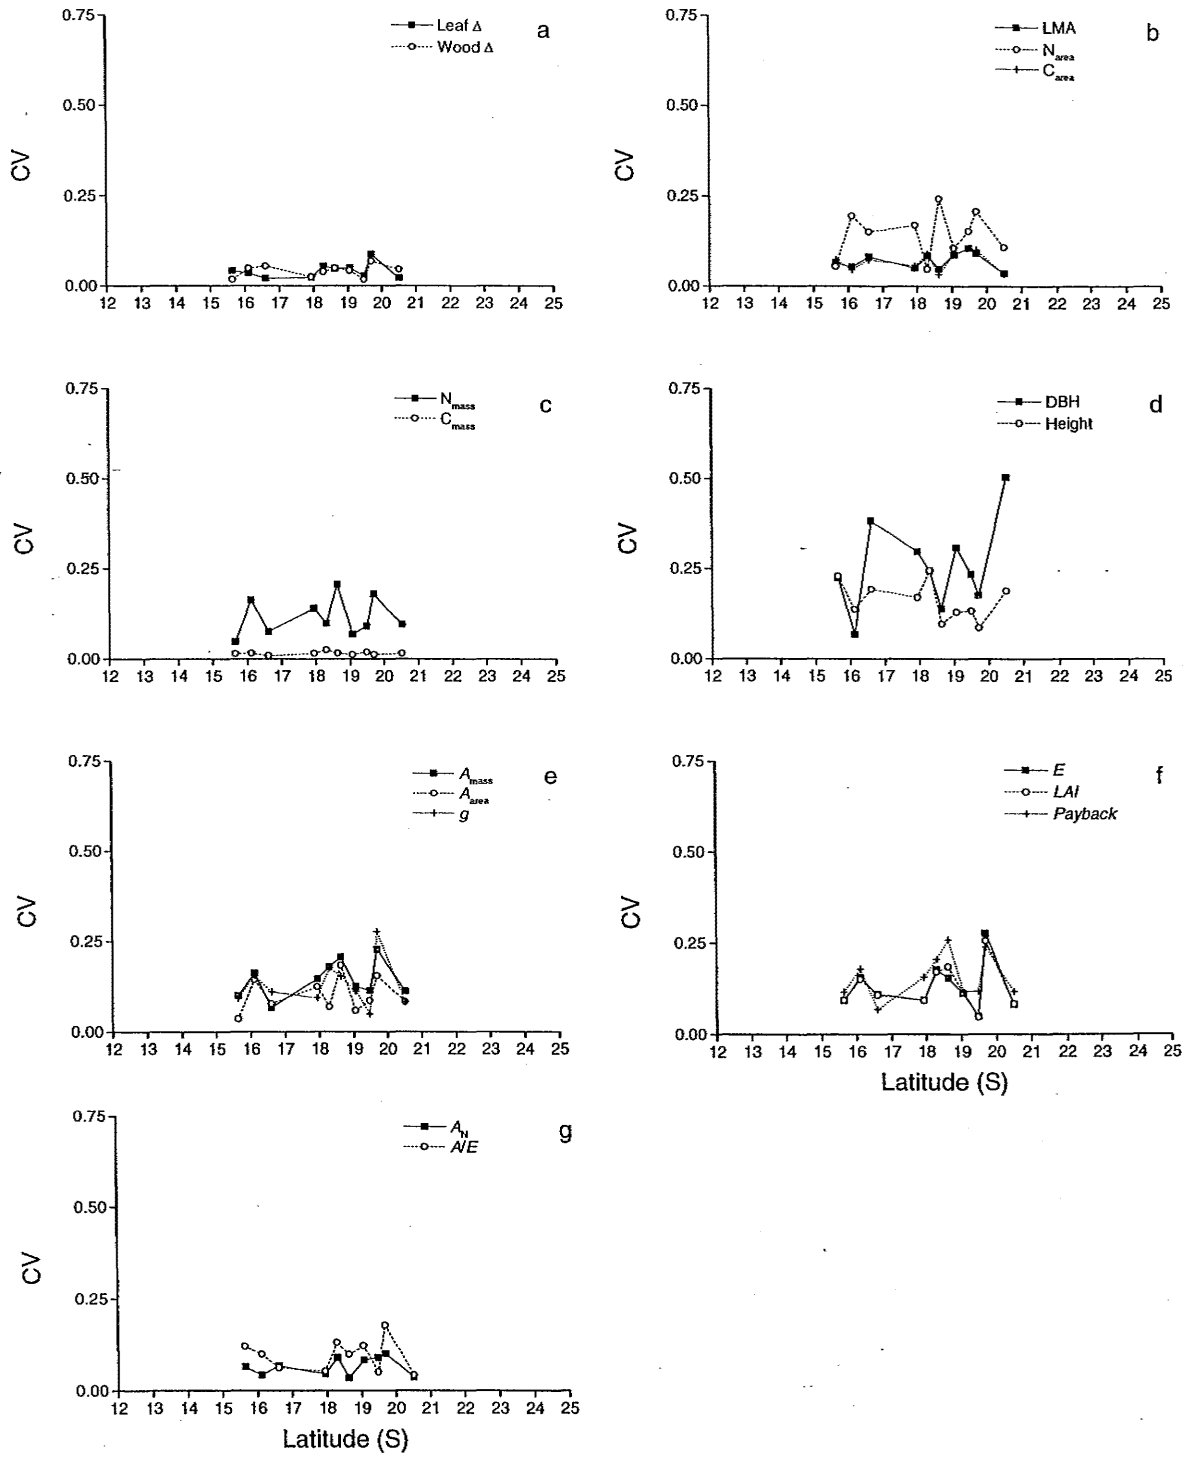 0.75
0.50
0.25
0.00
CV
Leaf Δ
Wood Δ
a
12 13 14 15 16 17 18 19 20 21 22 23 24 25
0.75
0.50
0.25
0.00
CV
LMA
N area
C area
b
12 13 14 15 16 17 18 19 20 21 22 23 24 25
0.75
0.50
0.25
0.00
CV
N mass
C mass
c
12 13 14 15 16 17 18 19 20 21 22 23 24 25
0.75
0.50
0.25
0.00
CV
DBH
Height
d
12 13 14 15 16 17 18 19 20 21 22 23 24 25
0.75
0.50
0.25
0.00
CV
A mass
A area
g
e
12 13 14 15 16 17 18 19 20 21 22 23 24 25
0.75
0.50
0.25
0.00
CV
E
LAI
Payback
f
12 13 14 15 16 17 18 19 20 21 22 23 24 25
Latitude (S)
0.75
0.50
0.25
0.00
CV
A N
A/E
g
12 13 14 15 16 17 18 19 20 21 22 23 24 25
Latitude (S)